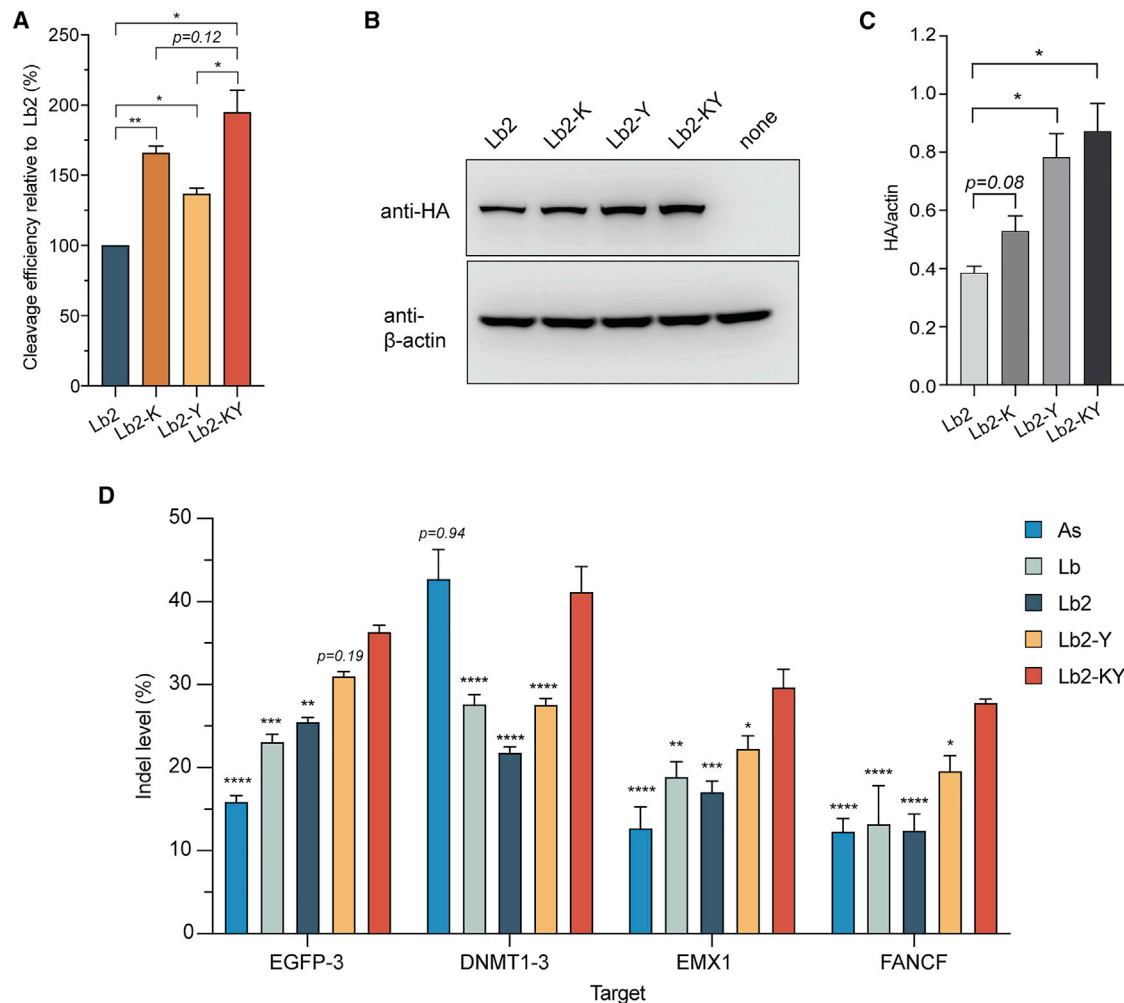 A
Cleavage efficiency relative to Lb2 (%)
250
200
150
100
50
0
*
p=0.12
*
*
**
Lb2
Lb2-K
Lb2-Y
Lb2-KY
B
Lb2
Lb2-K
Lb2-Y
Lb2-KY
none
anti-HA
anti-
β-actin
C
HA/actin
1.2
1.0
0.8
0.6
0.4
0.2
0.0
*
*
p=0.08
Lb2
Lb2-K
Lb2-Y
Lb2-KY
D
Indel level (%)
50
40
30
20
10
0
****
***
**
p=0.19
p=0.94
****
****
****
****
**
***
*
****
****
****
*
EGFP-3
DNMT1-3
EMX1
FANCF
Target
As
Lb
Lb2
Lb2-Y
Lb2-KY